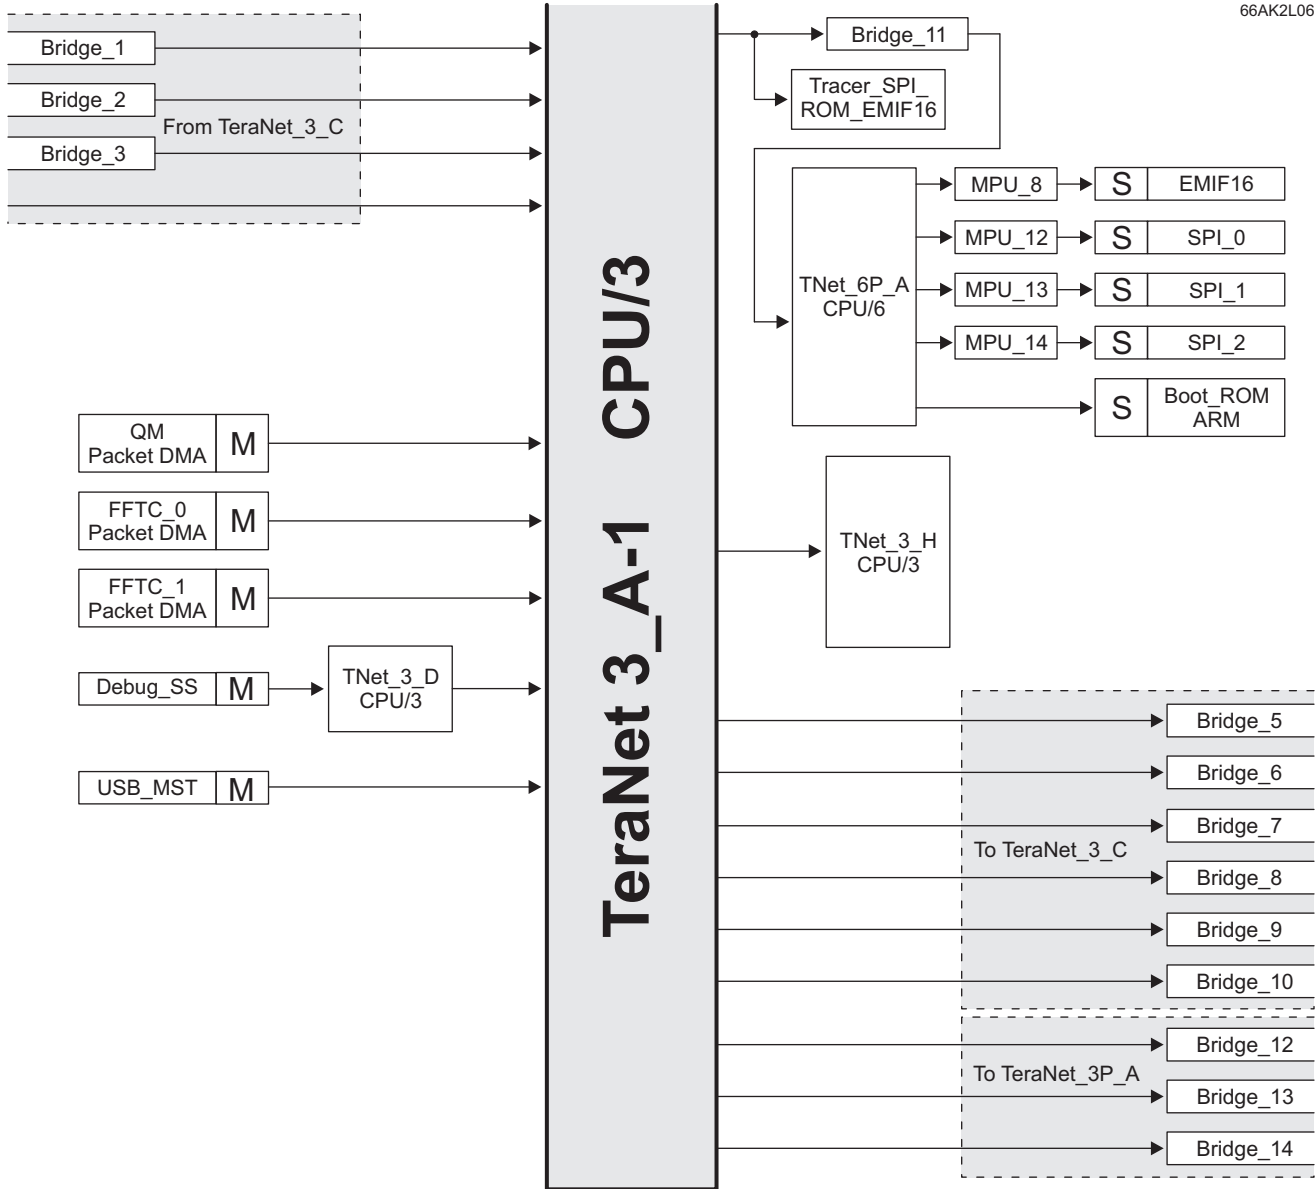 66AK2L06
Bridge_1
Bridge_2
From TeraNet_3_C
Bridge_3
QM
Packet DMA
M
FFTC_0
Packet DMA
M
FFTC_1
Packet DMA
M
Debug_SS
M
TNet_3_D
CPU/3
USB_MST
M
TeraNet 3_A-1 CPU/3
Bridge_11
Tracer_SPI_
ROM_EMIF16
TNet_6P_A
CPU/6
MPU_8
S
EMIF16
MPU_12
S
SPI_0
MPU_13
S
SPI_1
MPU_14
S
SPI_2
S
Boot_ROM
ARM
TNet_3_H
CPU/3
Bridge_5
Bridge_6
Bridge_7
To TeraNet_3_C
Bridge_8
Bridge_9
Bridge_10
Bridge_12
To TeraNet_3P_A
Bridge_13
Bridge_14